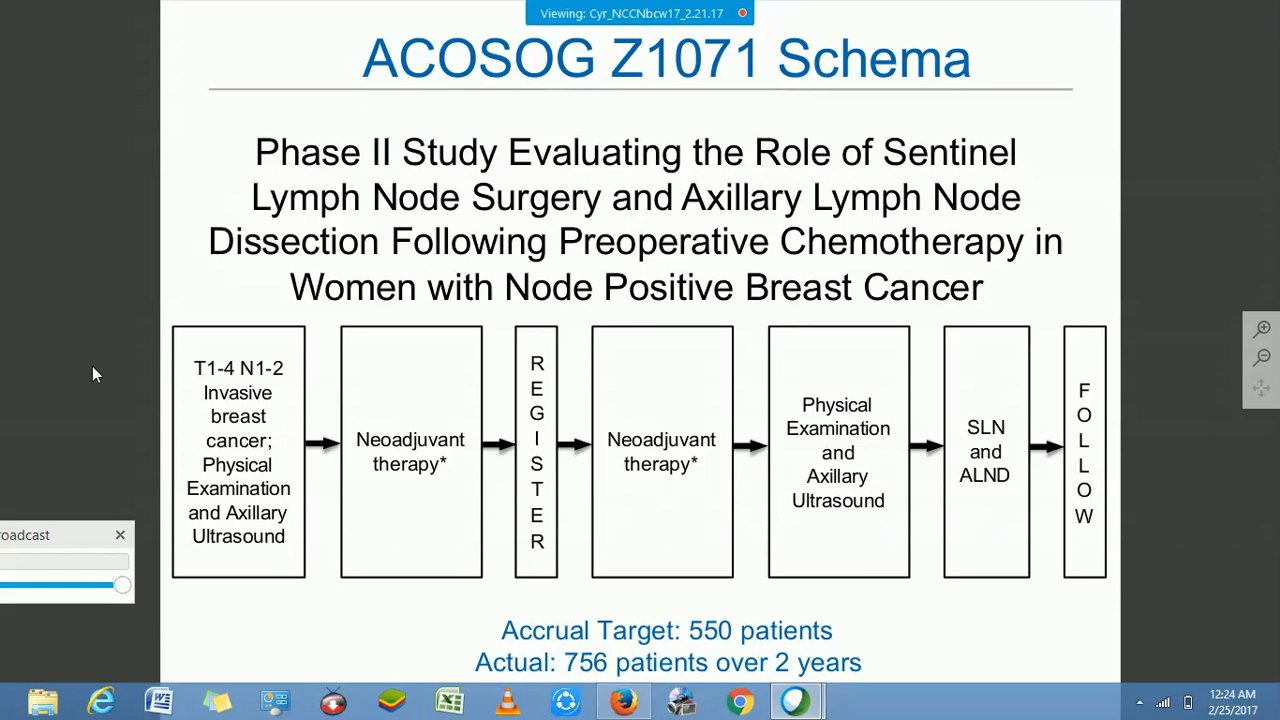 Viewing: Cyr_NCCNbcw17_2.21.17
ACOSOG Z1071 Schema
Phase II Study Evaluating the Role of Sentinel
Lymph Node Surgery and Axillary Lymph Node
Dissection Following Preoperative Chemotherapy in
Women with Node Positive Breast Cancer
T1-4 N1-2
Invasive
breast
cancer;
Physical
Examination
and Axillary
Ultrasound
Neoadjuvant
therapy*
R
E
G
I
S
T
E
R
Neoadjuvant
therapy*
Physical
Examination
and
Axillary
Ultrasound
SLN
and
ALND
F
O
L
L
O
W
roadcast
Accrual Target: 550 patients
Actual: 756 patients over 2 years
12:24 AM
2/25/2017